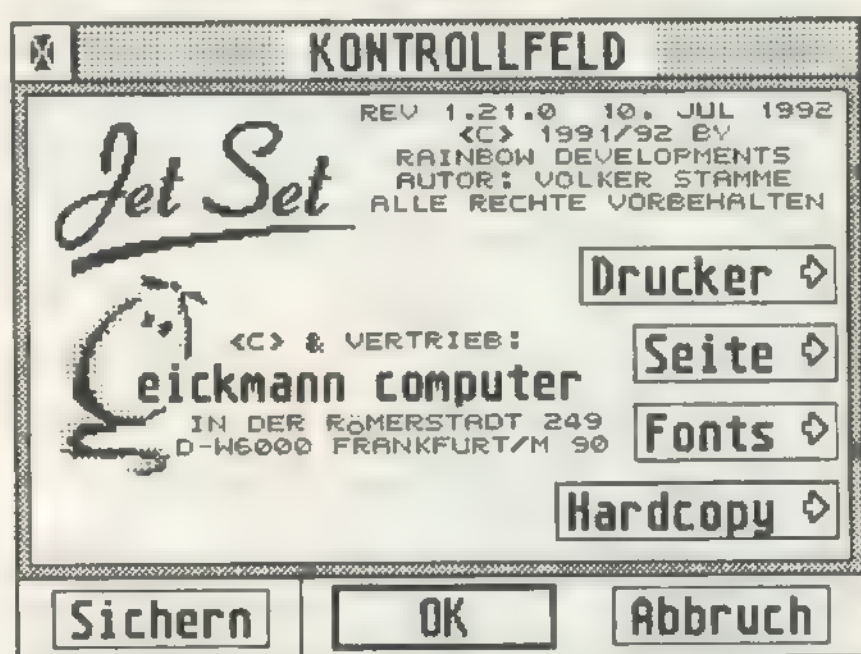 KONTROLLFELD
Jet Set
REV 1.21.0 10. JUL 1992
<C> 1991/92 BY
RAINBOW DEVELOPMENTS
AUTOR: VOLKER STAMME
ALLE RECHTE VORBEHALTEN
Drucker
<C> & VERTRIEB:
eickmann computer
IN DER RÖMERSTADT 249
D-W6000 FRANKFURT/M 90
Seite
Fonts
Hardcopy
Sichern
OK
Abbruch